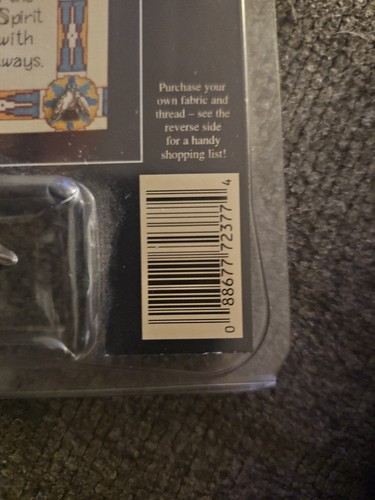 Spirit
with
ways.
Purchase your
own fabric and
thread – see the
reverse side
for a handy
shopping list!
0 88677 72377 4